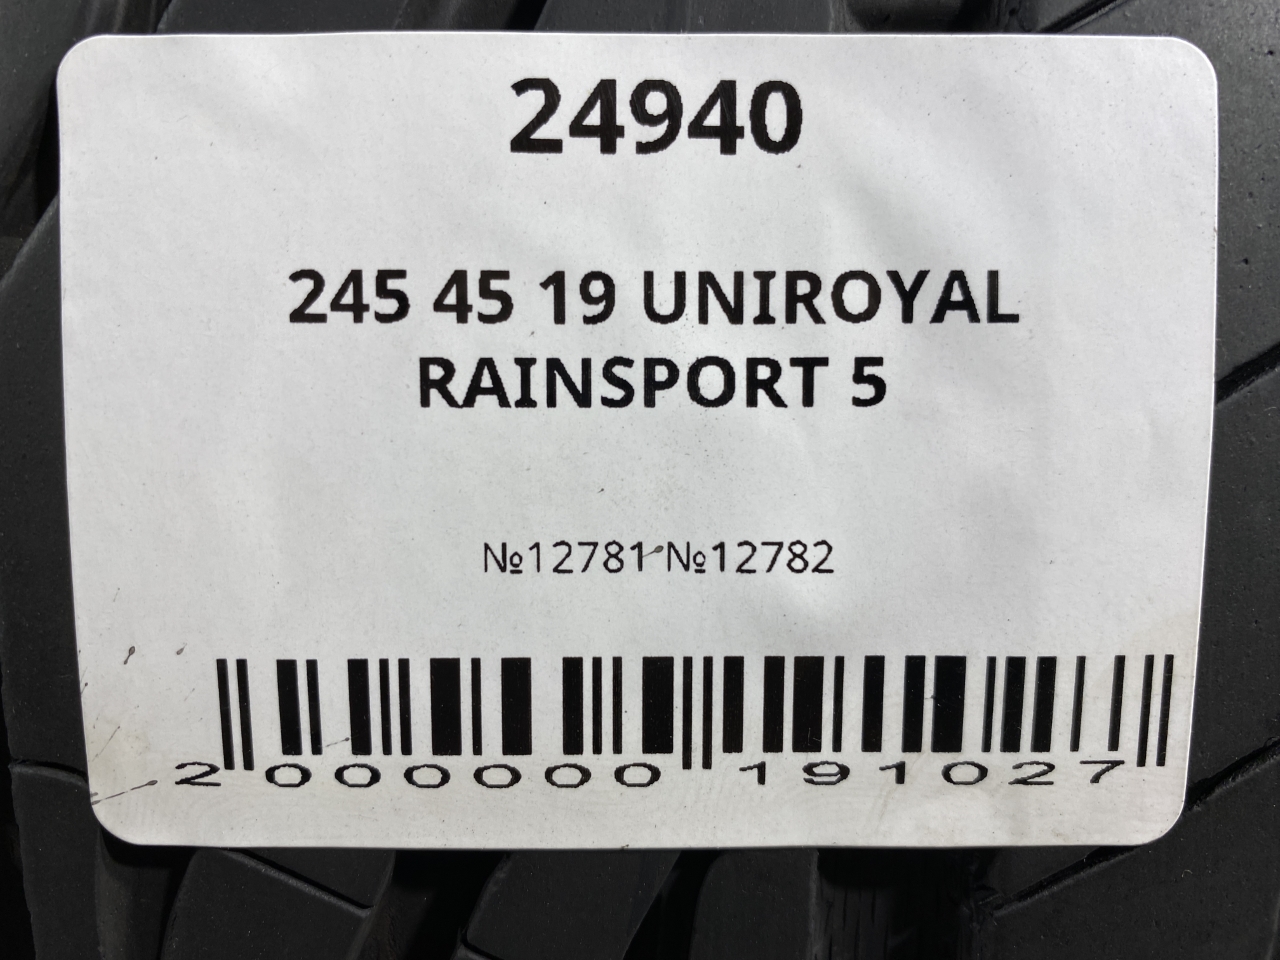 24940
245 45 19 UNIROYAL
RAINSPORT 5
№12781 №12782
2 000000 191027